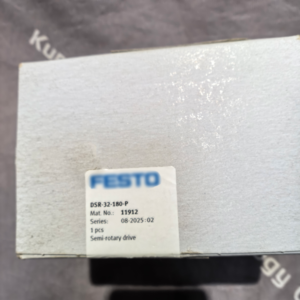 FESTO
DSR-32-180-P
Mat. No.: 11912
Series: 08-2025-02
1 pcs
Semi-rotary drive